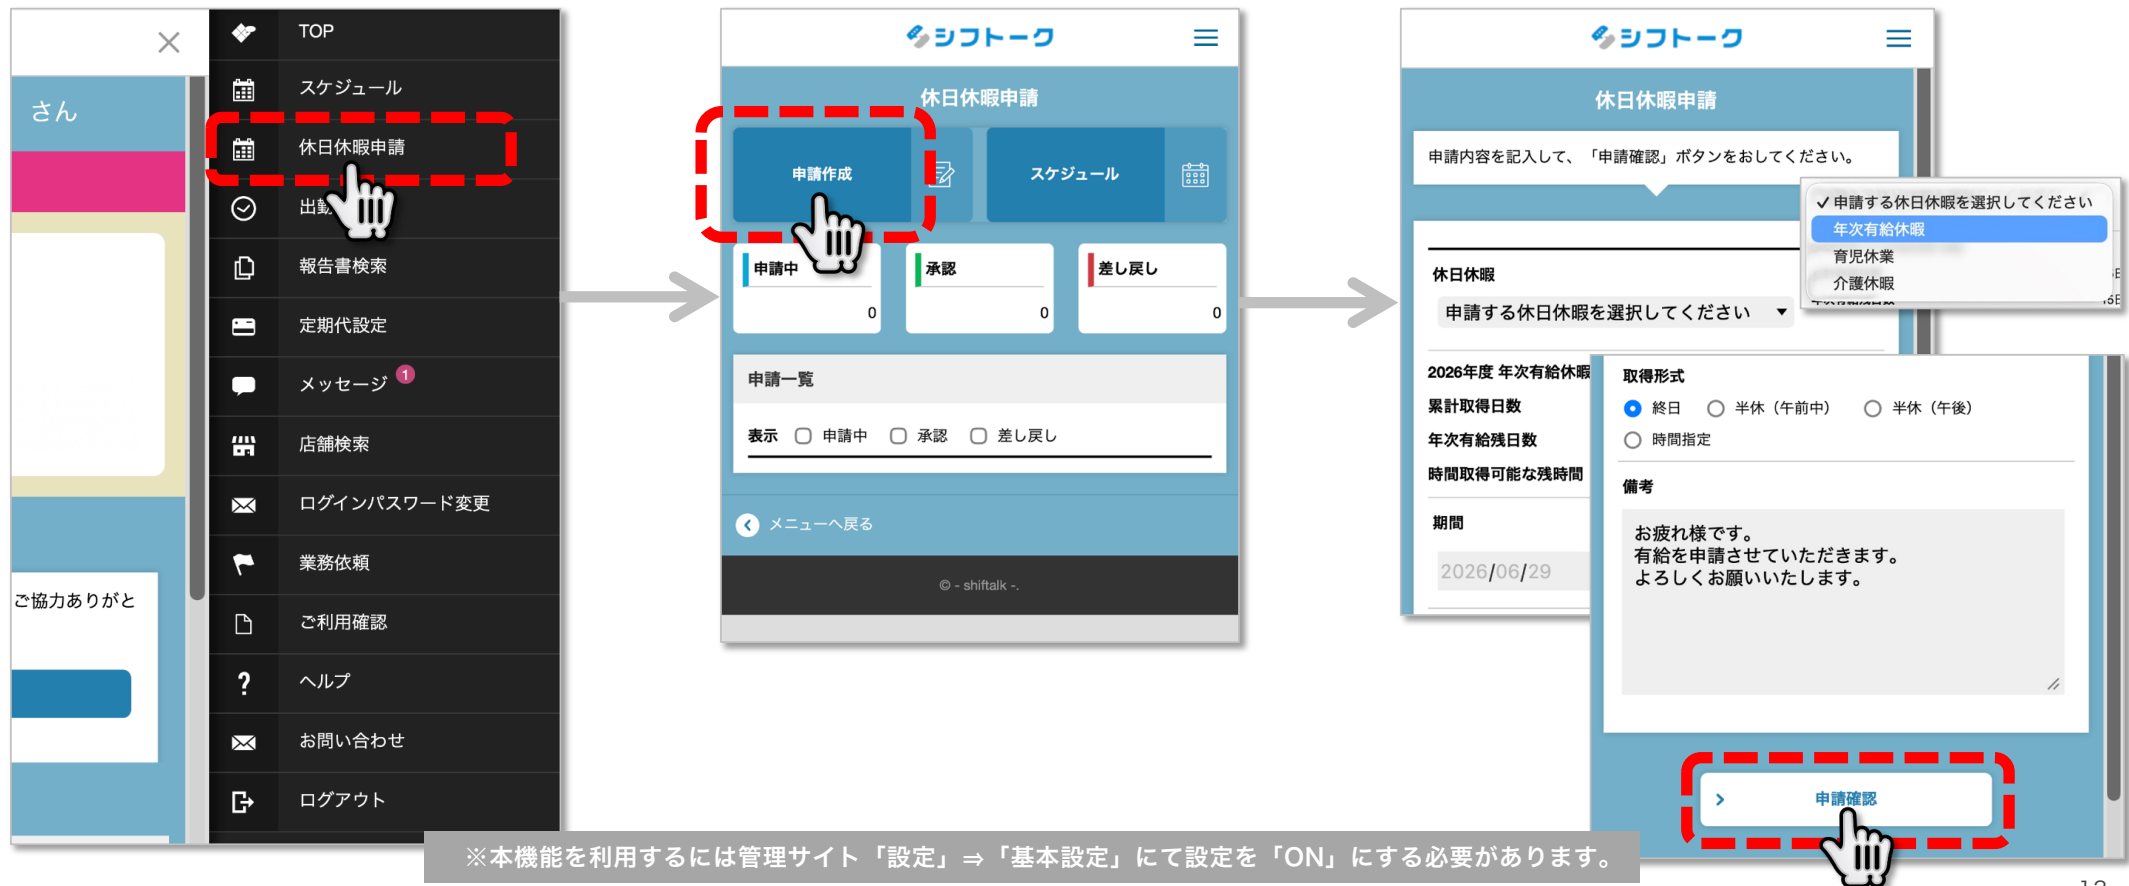 さん
ご協力ありがと
TOP
スケジュール
休日休暇申請
出勤
報告書検索
定期代設定
メッセージ 1
店舗検索
ログインパスワード変更
業務依頼
ご利用確認
ヘルプ
お問い合わせ
ログアウト
シフトーク
休日休暇申請
申請作成
スケジュール
申請中
0
承認
0
差し戻し
0
申請一覧
表示 申請中 承認 差し戻し
メニューへ戻る
© - shiftalk -.
シフトーク
休日休暇申請
申請内容を記入して、「申請確認」ボタンをおしてください。
休日休暇
申請する休日休暇を選択してください
2026年度 年次有給休暇
累計取得日数
年次有給残日数
時間取得可能な残時間
期間
2026/06/29
✓申請する休日休暇を選択してください
年次有給休暇
育児休業
介護休暇
取得形式
終日 半休（午前中） 半休（午後）
時間指定
備考
お疲れ様です。
有給を申請させていただきます。
よろしくお願いいたします。
申請確認
※本機能を利用するには管理サイト「設定」⇒「基本設定」にて設定を「ON」にする必要があります。